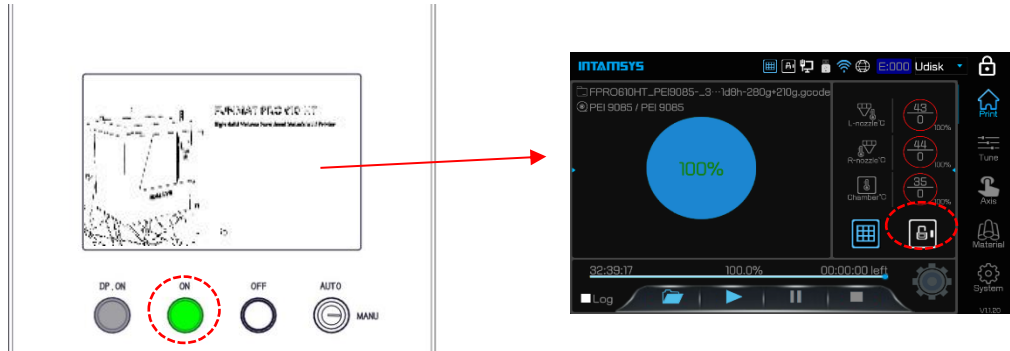 FUNMAT PRO 610 HT
DP.ON
ON
OFF
AUTO
MANU
INTAMSYS
E:000
Udisk
FPRO610HT_PEI9085-_3···1d8h-280g+210g.gcode
PEI 9085 / PEI 9085
100%
L-nozzle°C
43
0
100%
R-nozzle°C
44
0
100%
Chamber°C
35
0
100%
32:39:17
100.0%
00:00:00 left
Log
Print
Tune
Axis
Material
System
V1.1.20